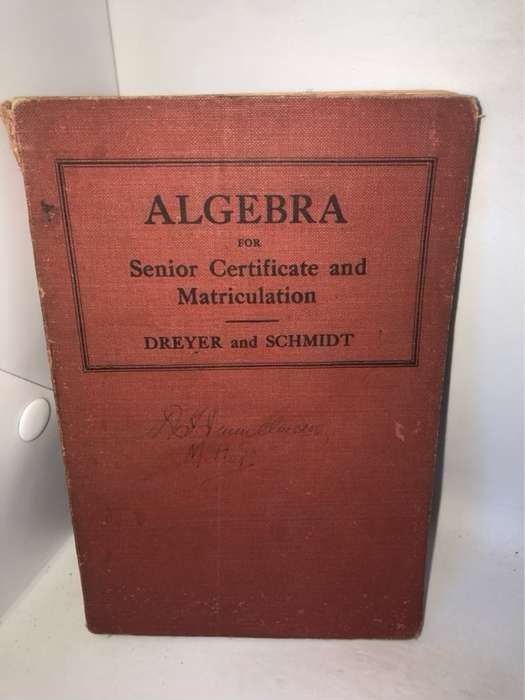 ALGEBRA
FOR
Senior Certificate and
Matriculation
DREYER and SCHMIDT